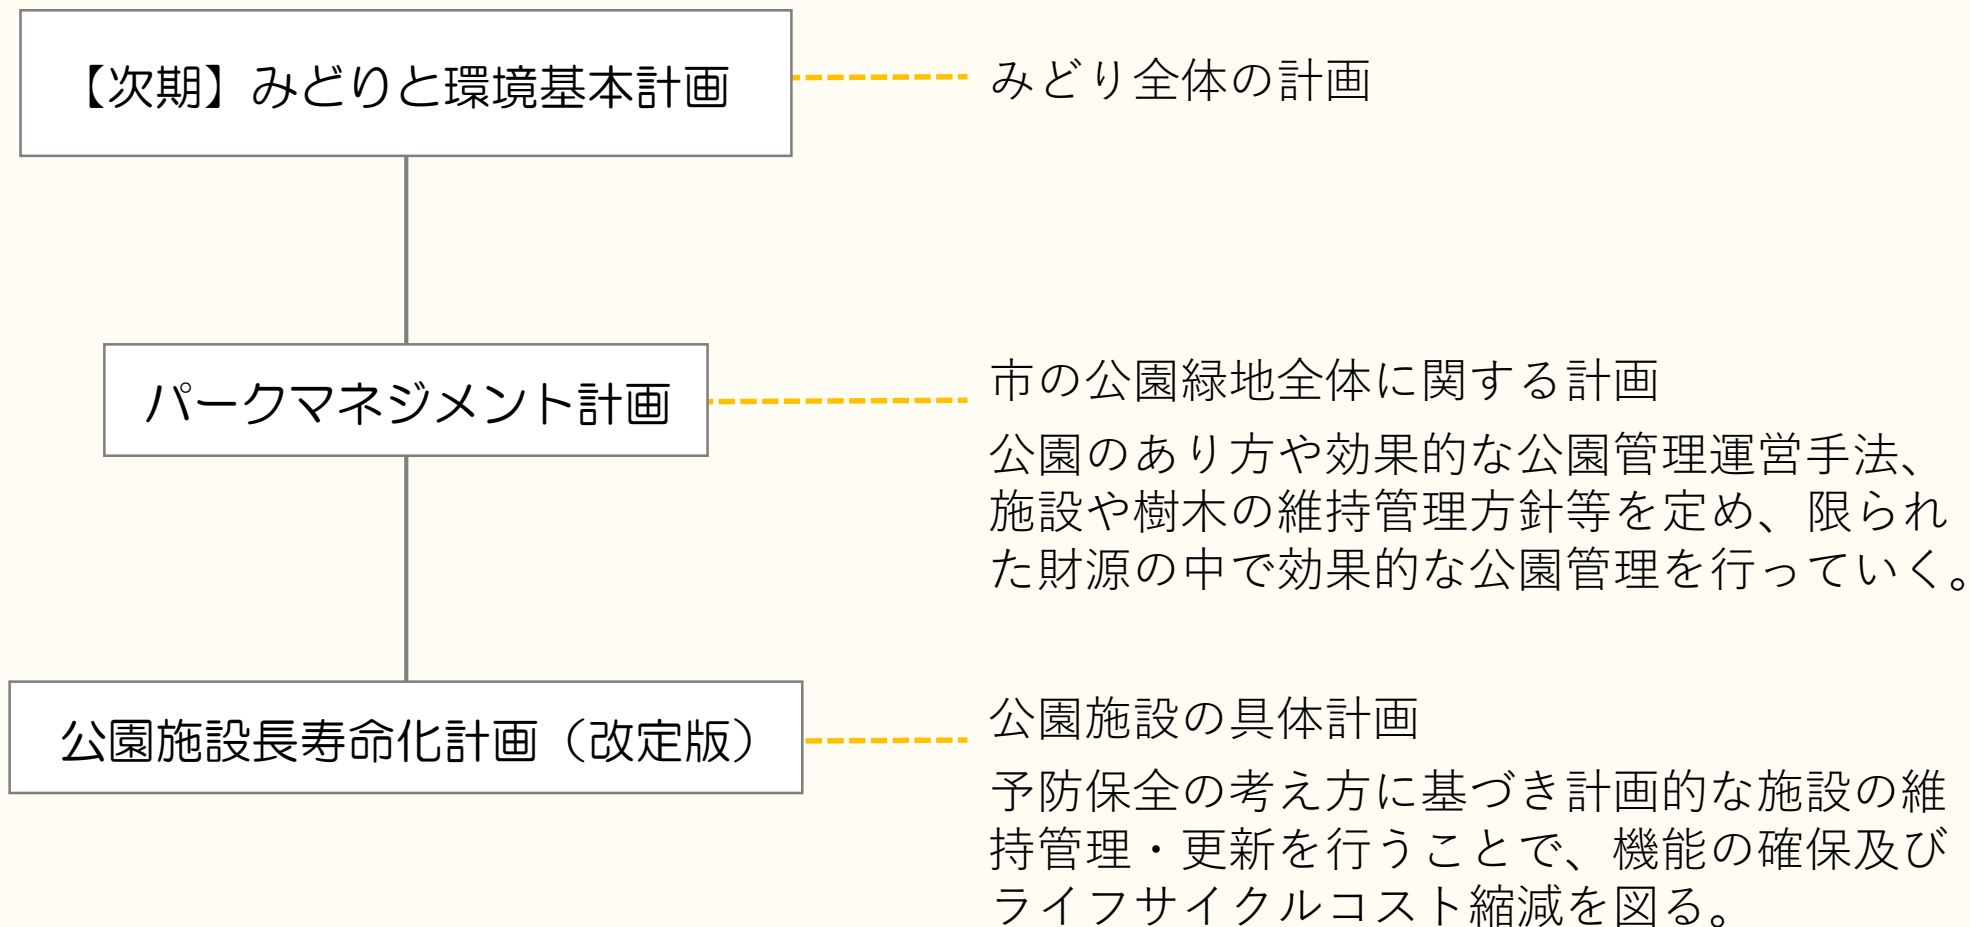 【次期】みどりと環境基本計画
みどり全体の計画
パークマネジメント計画
市の公園緑地全体に関する計画
公園のあり方や効果的な公園管理運営手法、
施設や樹木の維持管理方針等を定め、限られ
た財源の中で効果的な公園管理を行っていく。
公園施設長寿命化計画（改定版）
公園施設の具体計画
予防保全の考え方に基づき計画的な施設の維
持管理・更新を行うことで、機能の確保及び
ライフサイクルコスト縮減を図る。